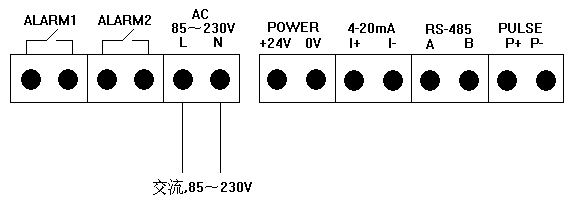 ALARM1 ALARM2 AC
85～230V
L N
POWER 4-20mA RS-485 PULSE
+24V 0V I+ I- A B P+ P-
交流,85～230V